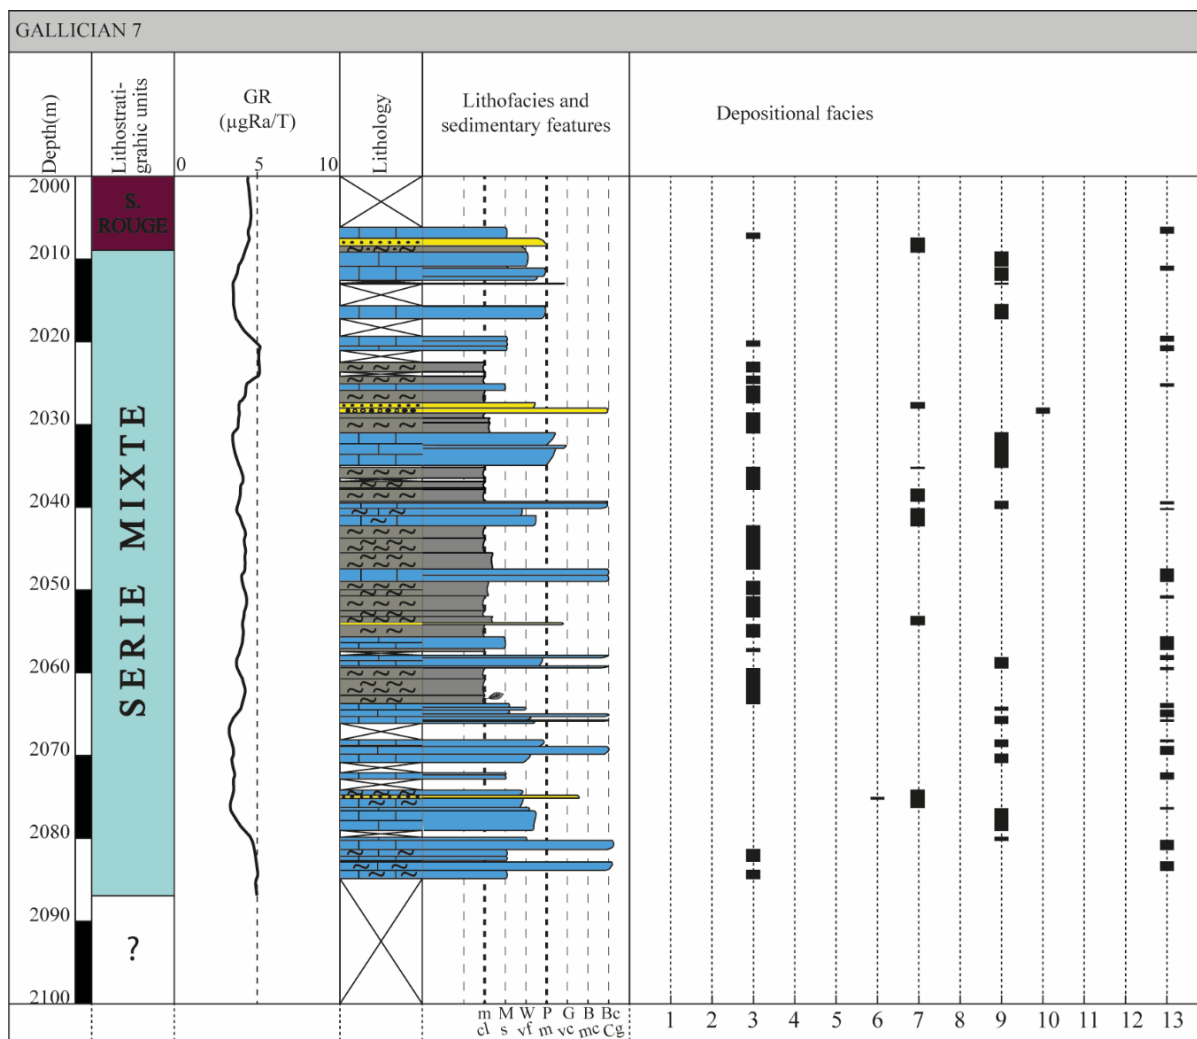 GALLICIAN 7
Depth(m)
Lithostrati-
grahic units
GR
(µgRa/T)
0 5 10
Lithology
Lithofacies and
sedimentary features
Depositional facies
2000
2010
2020
2030
2040
2050
2060
2070
2080
2090
2100
S.
ROUGE
SERIE MIXTE
?
m M W P G B Bc
cl s vf m vc mc Cg
1 2 3 4 5 6 7 8 9 10 11 12 13